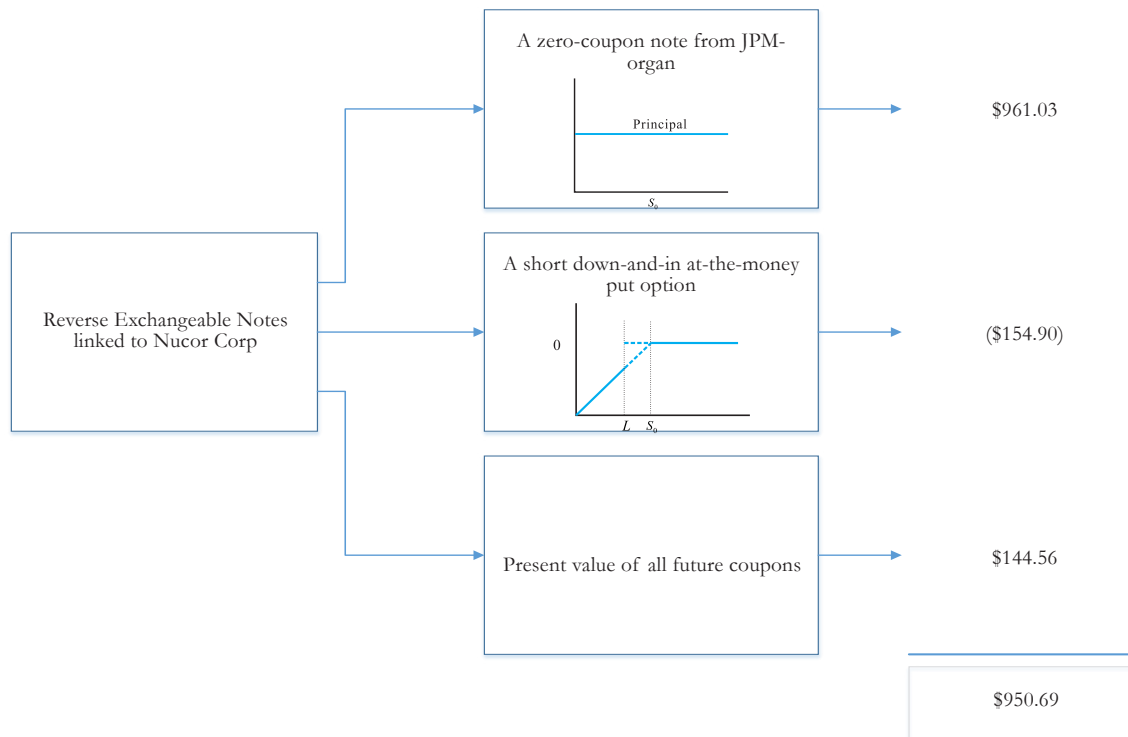 A zero-coupon note from JPM-
organ
Principal
S₀
$961.03
Reverse Exchangeable Notes
linked to Nucor Corp
A short down-and-in at-the-money
put option
0
L S₀
($154.90)
Present value of all future coupons
$144.56
$950.69